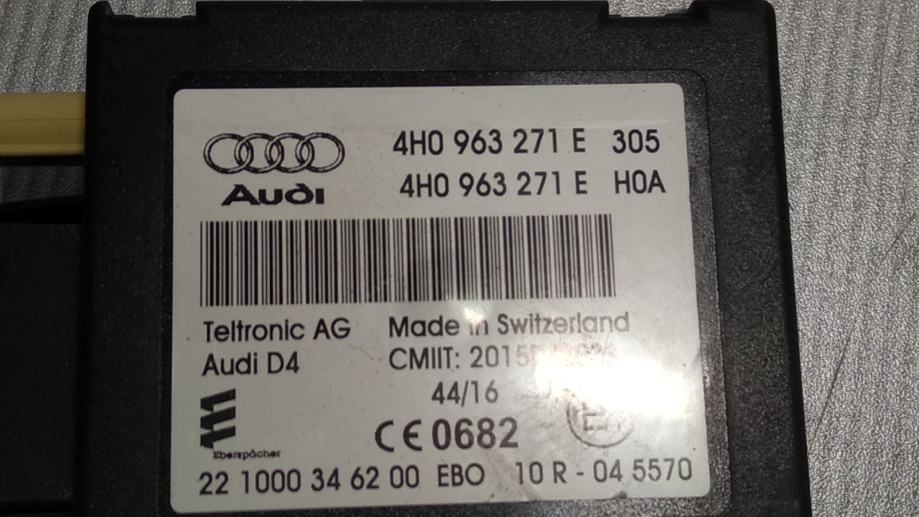 4H0 963 271 E 305
Audi 4H0 963 271 E H0A
Teltronic AG Made in Switzerland
Audi D4 CMIIT:
44/16
CE 0682
Eberspächer
22 1000 34 62 00 EBO 10 R - 04 5570